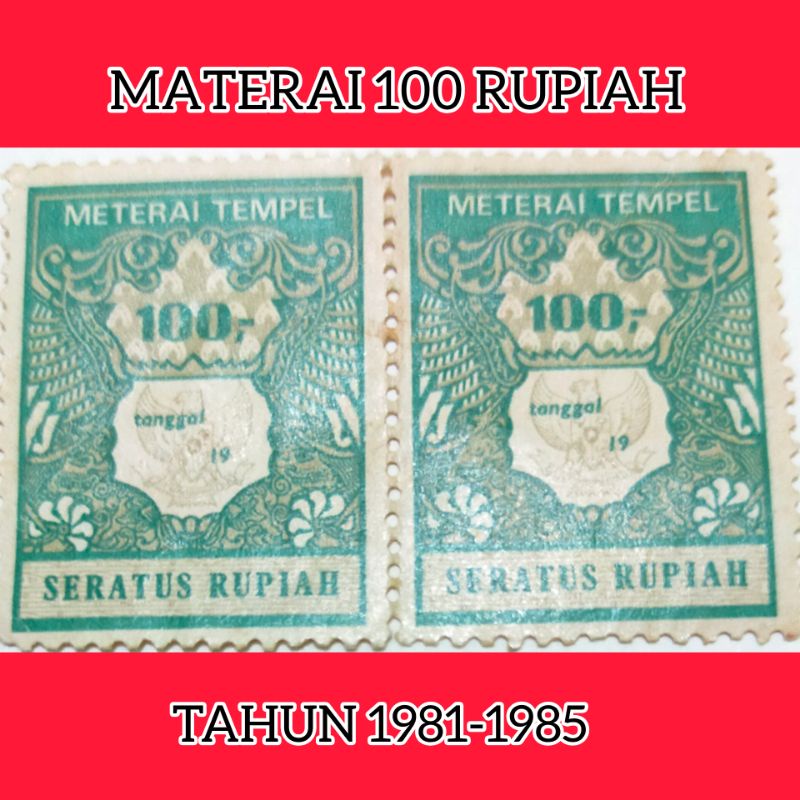 MATERAI 100 RUPIAH
METERAI TEMPEL
100,-
tanggal
19
SERATUS RUPIAH
METERAI TEMPEL
100,-
tanggal
19
SERATUS RUPIAH
TAHUN 1981-1985